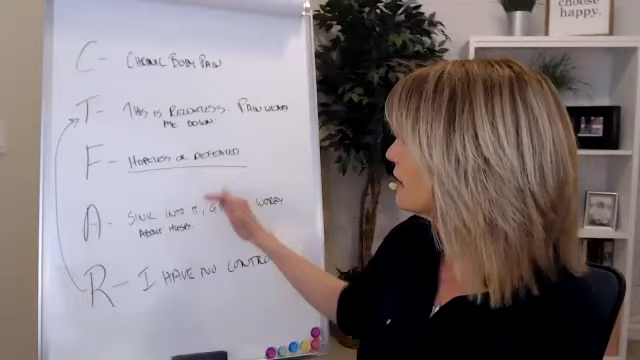 choose
happy.
C - CHRONIC BODY PAIN
T - THIS IS RELENTLESS. PAIN WEARS
ME DOWN.
F - HOPELESS OR DEFEATED
A - SINK INTO IT, WORRY
ABOUT
R - I HAVE NO CONTRO